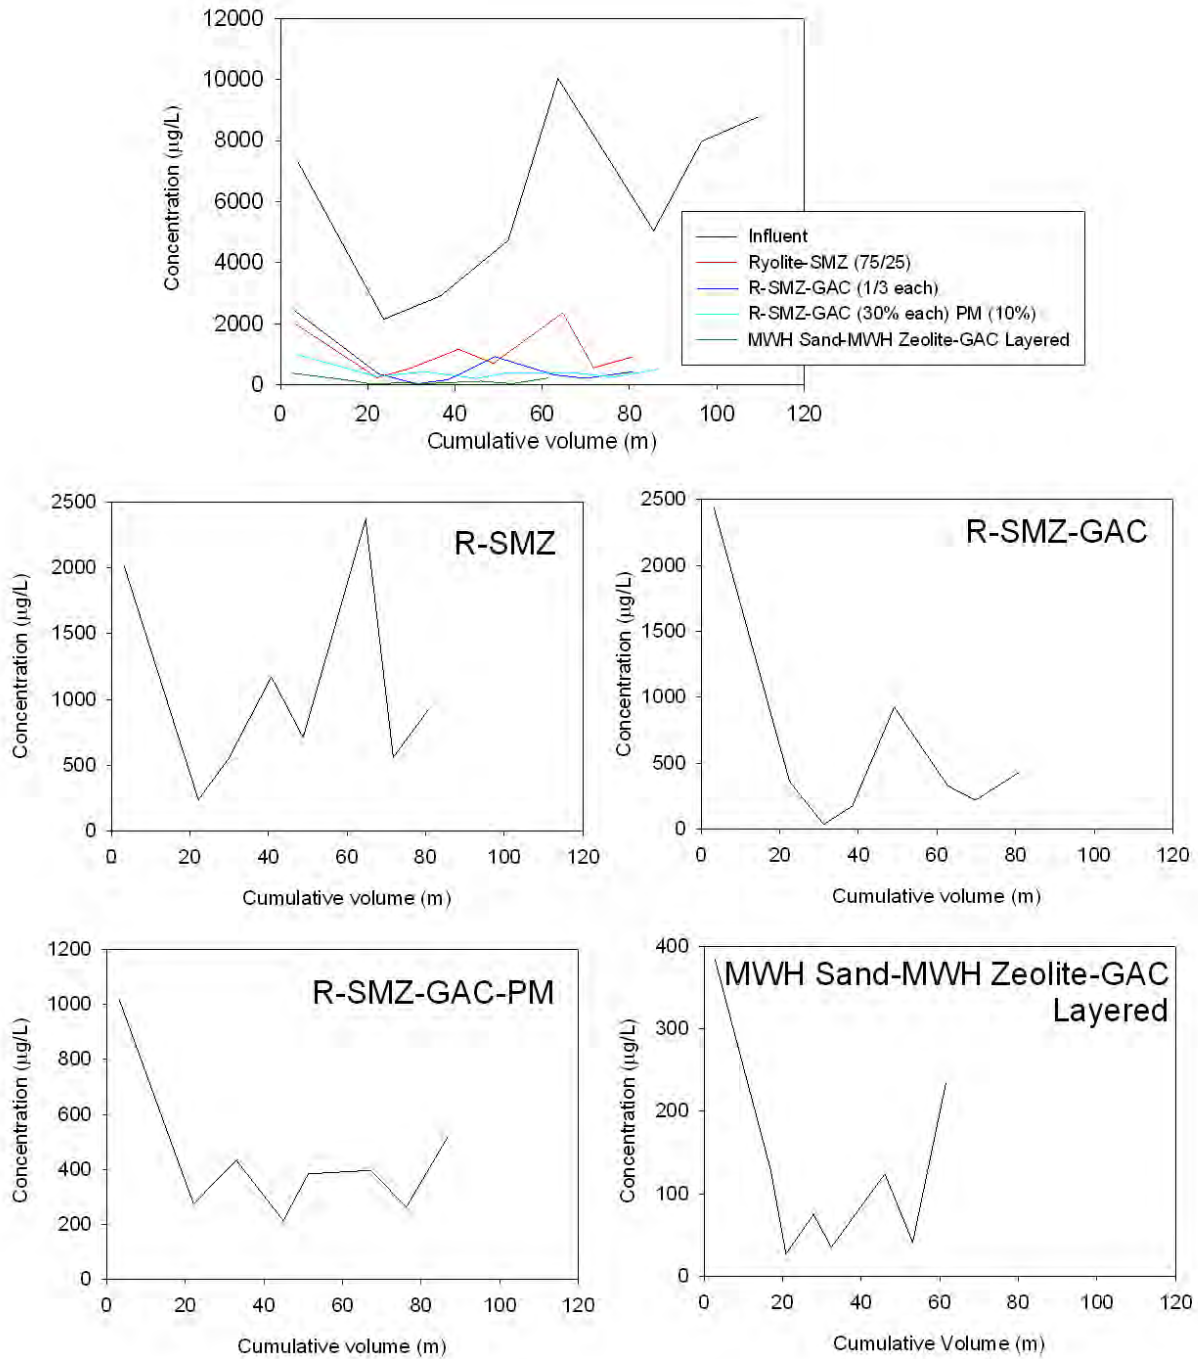 12000
10000
8000
6000
4000
2000
0
Concentration (µg/L)
0 20 40 60 80 100 120
Cumulative volume (m)
Influent
Ryolite-SMZ (75/25)
R-SMZ-GAC (1/3 each)
R-SMZ-GAC (30% each) PM (10%)
MWH Sand-MWH Zeolite-GAC Layered
R-SMZ
2500
2000
1500
1000
500
0
Concentration (µg/L)
0 20 40 60 80 100 120
Cumulative volume (m)
R-SMZ-GAC
2500
2000
1500
1000
500
0
Concentration (µg/L)
0 20 40 60 80 100 120
Cumulative volume (m)
R-SMZ-GAC-PM
1200
1000
800
600
400
200
0
Concentration (µg/L)
0 20 40 60 80 100 120
Cumulative volume (m)
MWH Sand-MWH Zeolite-GAC
Layered
400
300
200
100
0
Concentration (µg/L)
0 20 40 60 80 100 120
Cumulative Volume (m)